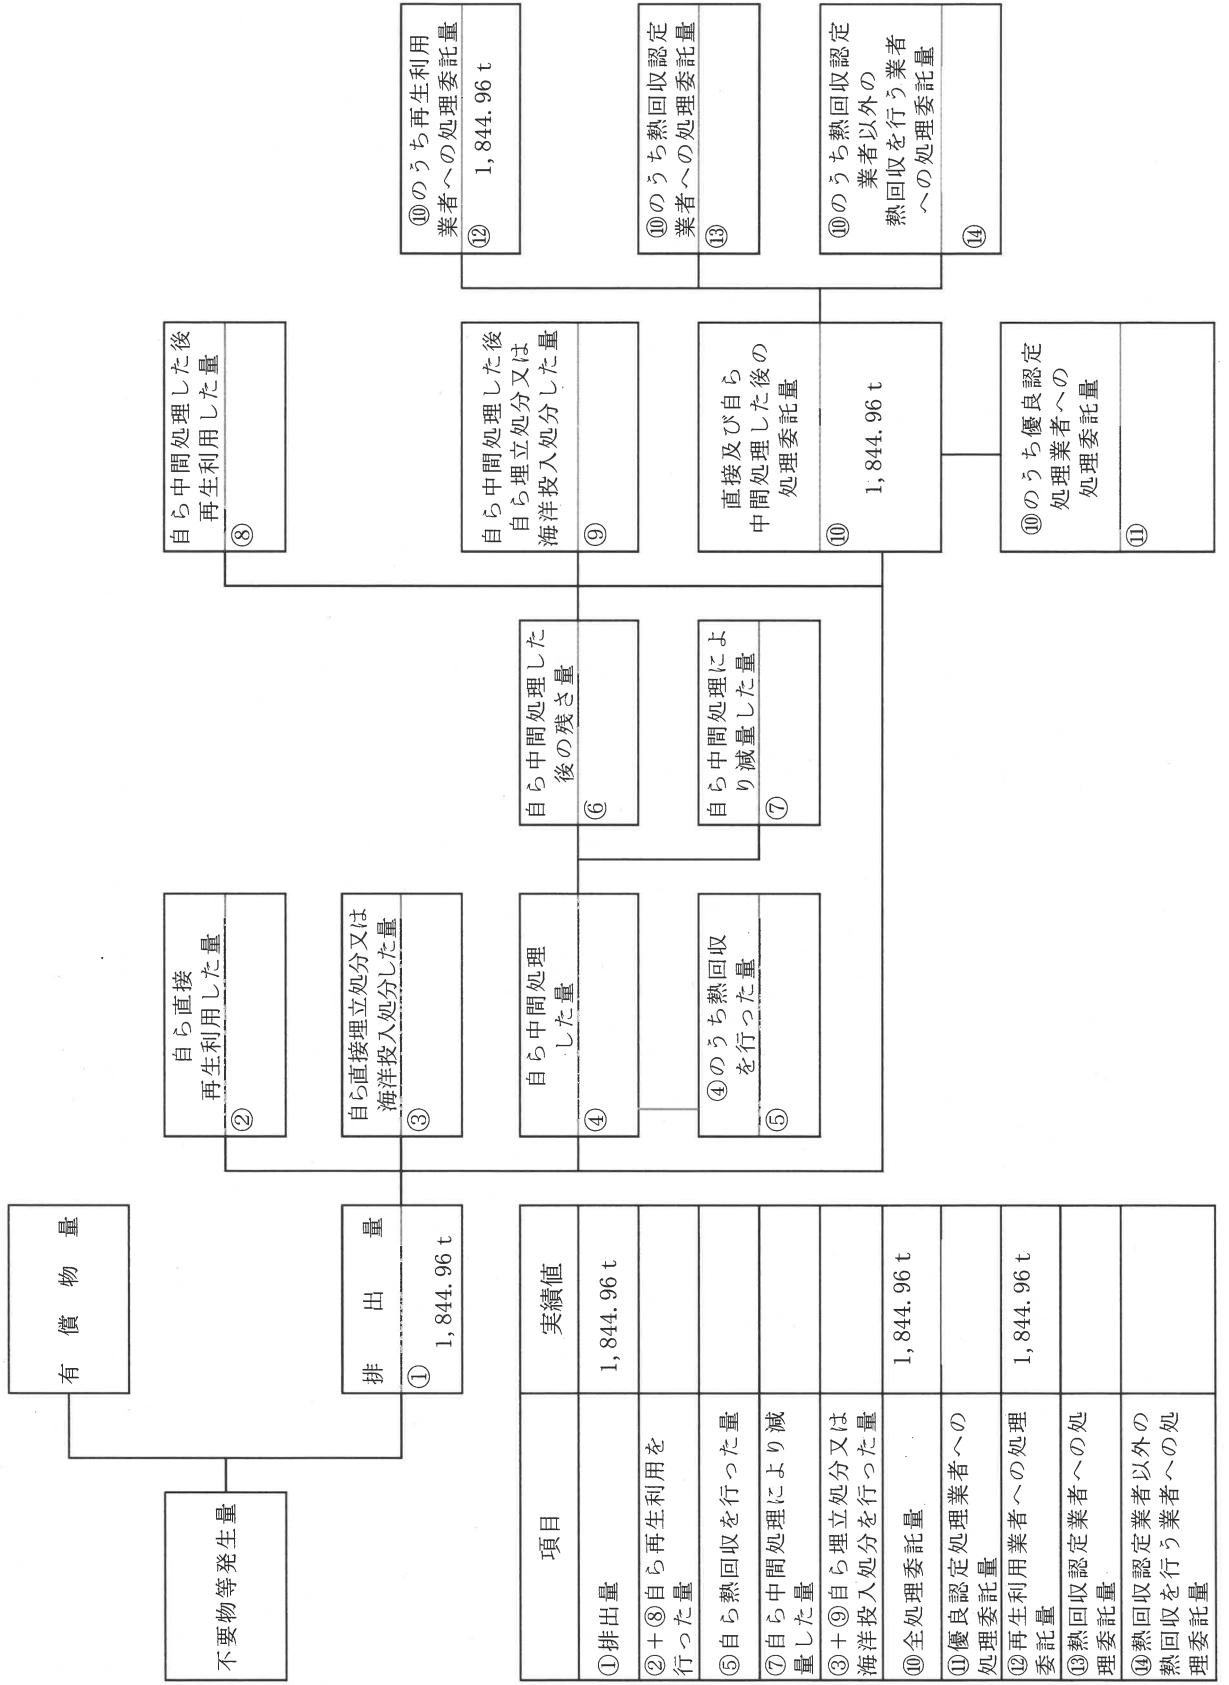 不要物等発生量
有償物量
排出量
①
1,844.96 t
自ら直接
再生利用した量
②
自ら直接埋立処分又は
海洋投入処分した量
③
自ら中間処理
した量
④
④のうち熱回収
を行った量
⑤
自ら中間処理した
後の残さ量
⑥
自ら中間処理によ
り減量した量
⑦
自ら中間処理した後
再生利用した量
⑧
自ら中間処理した後
自ら埋立処分又は
海洋投入処分した量
⑨
直接及び自ら
中間処理した後の
処理委託量
⑩
1,844.96 t
⑩のうち優良認定
処理業者への
処理委託量
⑪
⑩のうち再生利用
業者への処理委託量
⑫
1,844.96 t
⑩のうち熱回収認定
業者への処理委託量
⑬
⑩のうち熱回収認定
業者以外の
熱回収を行う業者
への処理委託量
⑭
項目
実績値
①排出量
1,844.96 t
②+⑧自ら再生利用を
行った量
⑤自ら熱回収を行った量
⑦自ら中間処理により減
量した量
③+⑨自ら埋立処分又は
海洋投入処分を行った量
⑩全処理委託量
1,844.96 t
⑪優良認定処理業者への
処理委託量
⑫再生利用業者への処理
委託量
1,844.96 t
⑬熱回収認定業者への処
理委託量
⑭熱回収認定業者以外の
熱回収を行う業者への処
理委託量